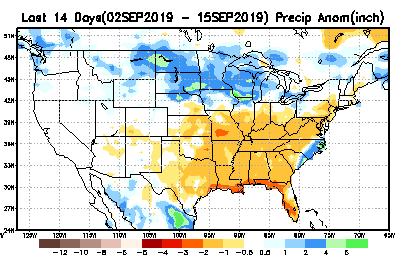 Last 14 Days(02SEP2019 – 15SEP2019) Precip Anom(inch)
51N
48N
45N
42N
39N
36N
33N
30N
27N
24N
125W 120W 115W 110W 105W 100W 95W 90W 85W 80W 75W 70W 65W
-12 -10 -8 -6 -5 -4 -3 -2 -1 -0.5 0.5 1 2 4 5